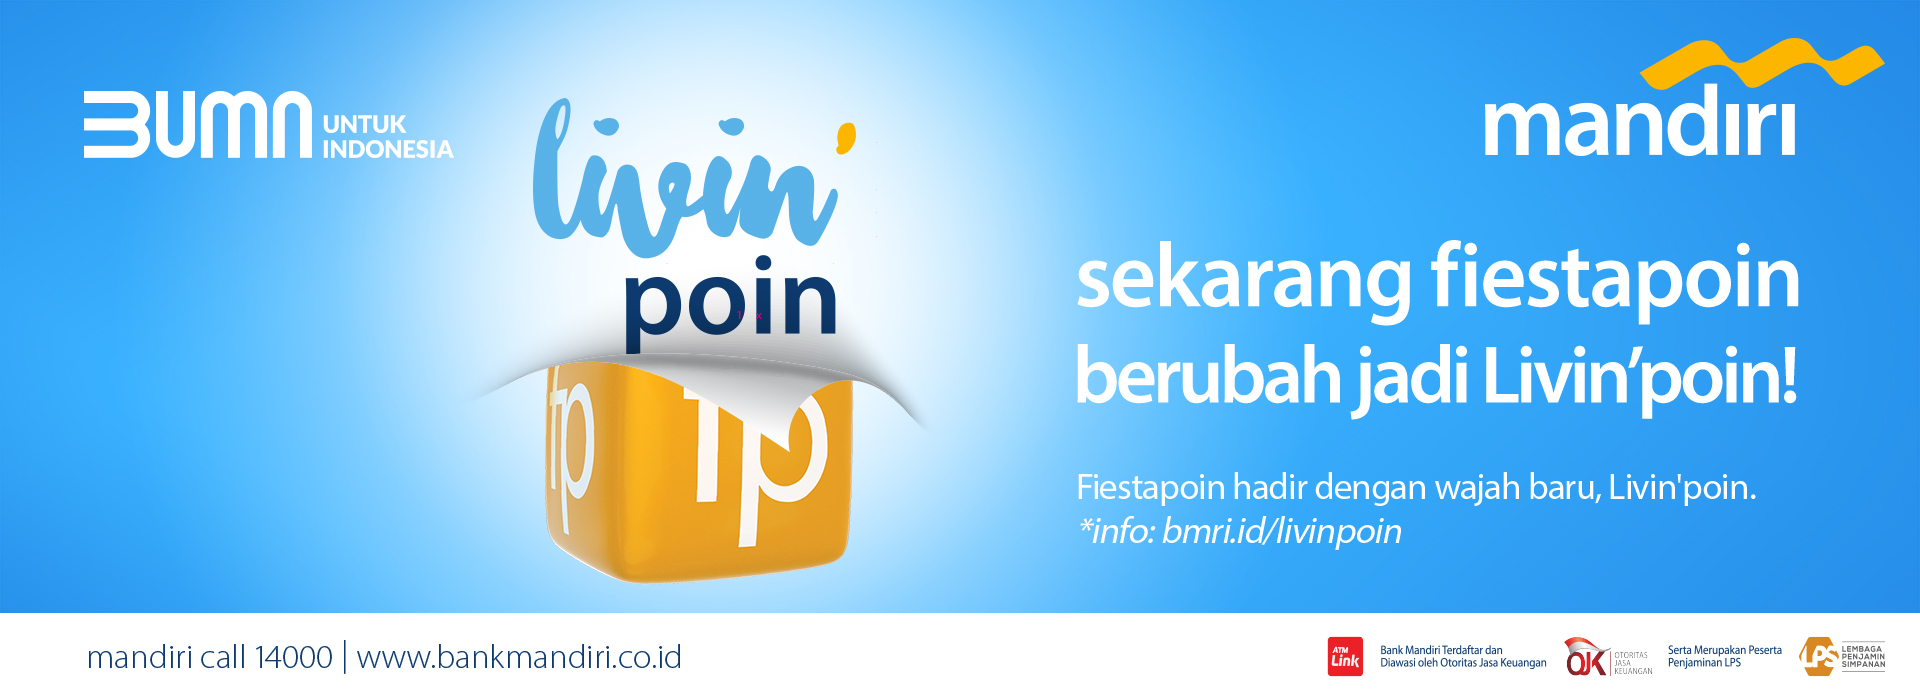 BUMN UNTUK
INDONESIA
mandiri
livin'
poin
fp
fp
sekarang fiestapoin
berubah jadi Livin'poin!
Fiestapoin hadir dengan wajah baru, Livin'poin.
*info: bmri.id/livinpoin
mandiri call 14000 | www.bankmandiri.co.id
ATM
Link
Bank Mandiri Terdaftar dan
Diawasi oleh Otoritas Jasa Keuangan
OJK
OTORITAS
JASA
KEUANGAN
Serta Merupakan Peserta
Penjaminan LPS
LPS
LEMBAGA
PENJAMIN
SIMPANAN